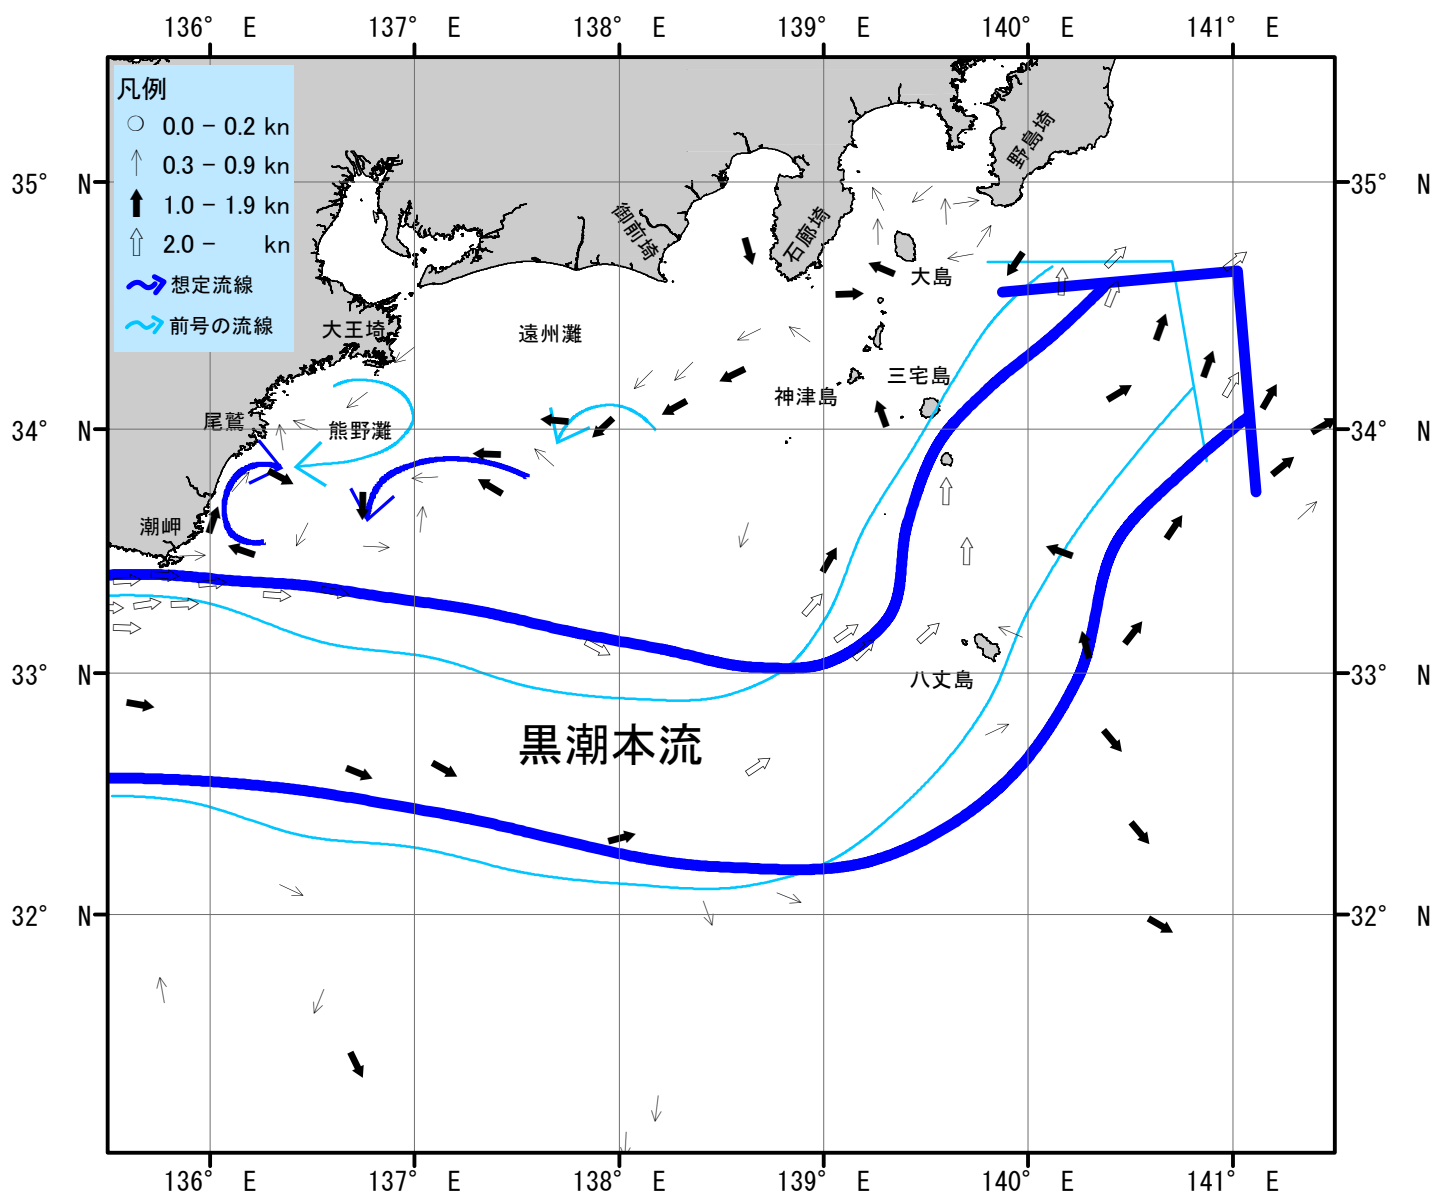 136° E 137° E 138° E 139° E 140° E 141° E
凡例
0.0 - 0.2 kn
0.3 - 0.9 kn
1.0 - 1.9 kn
2.0 - kn
想定流線
前号の流線
野島埼
35° N 35° N
御前埼
石廊埼
大島
大王埼
遠州灘
三宅島
神津島
尾鷲
熊野灘
34° N 34° N
潮岬
33° N 33° N
八丈島
黒潮本流
32° N 32° N
136° E 137° E 138° E 139° E 140° E 141° E